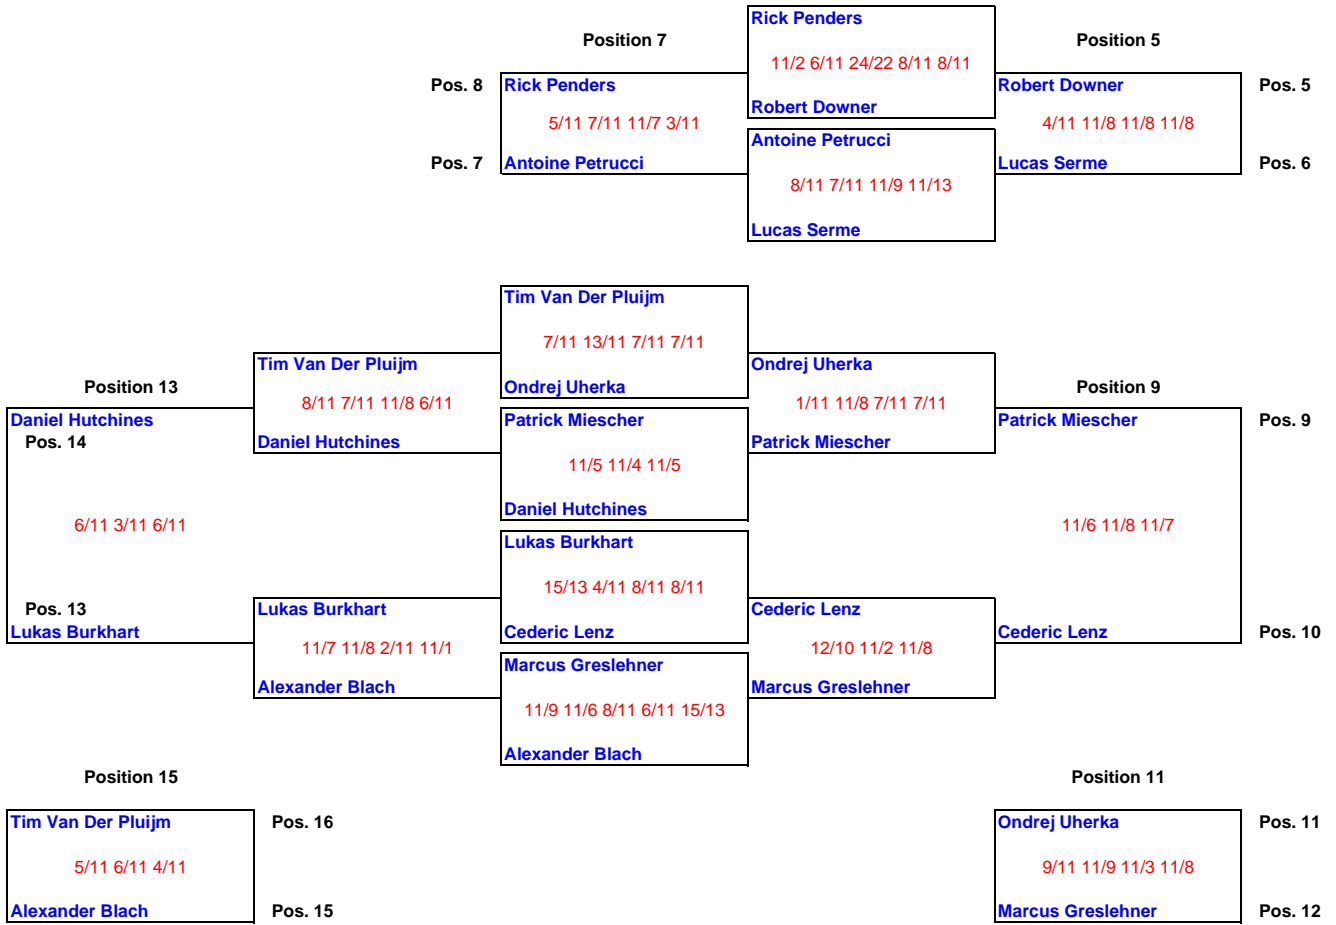 Rick Penders
Position 7
Position 5
11/2 6/11 24/22 8/11 8/11
Pos. 8
Rick Penders
Robert Downer
Pos. 5
Robert Downer
5/11 7/11 11/7 3/11
4/11 11/8 11/8 11/8
Antoine Petrucci
Pos. 7
Antoine Petrucci
Lucas Serme
Pos. 6
8/11 7/11 11/9 11/13
Lucas Serme
Tim Van Der Pluijm
7/11 13/11 7/11 7/11
Tim Van Der Pluijm
Ondrej Uherka
Position 13
Ondrej Uherka
Position 9
8/11 7/11 11/8 6/11
1/11 11/8 7/11 7/11
Daniel Hutchines
Patrick Miescher
Patrick Miescher
Pos. 9
Pos. 14
Daniel Hutchines
Patrick Miescher
11/5 11/4 11/5
Daniel Hutchines
6/11 3/11 6/11
11/6 11/8 11/7
Lukas Burkhart
15/13 4/11 8/11 8/11
Pos. 13
Lukas Burkhart
Cederic Lenz
Lukas Burkhart
Cederic Lenz
Cederic Lenz
Pos. 10
11/7 11/8 2/11 11/1
12/10 11/2 11/8
Marcus Greslehner
Alexander Blach
Marcus Greslehner
11/9 11/6 8/11 6/11 15/13
Alexander Blach
Position 15
Position 11
Tim Van Der Pluijm
Pos. 16
Ondrej Uherka
Pos. 11
5/11 6/11 4/11
9/11 11/9 11/3 11/8
Alexander Blach
Pos. 15
Marcus Greslehner
Pos. 12